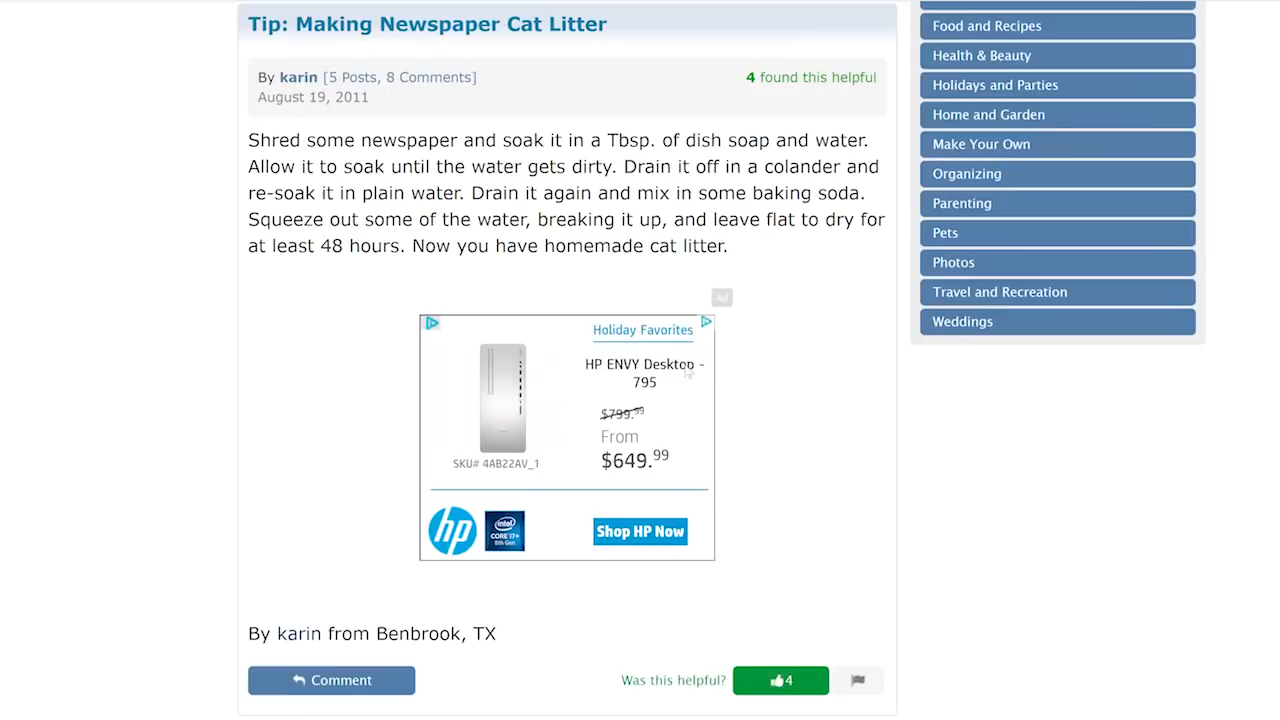 Tip: Making Newspaper Cat Litter
By karin [5 Posts, 8 Comments]
4 found this helpful
August 19, 2011
Shred some newspaper and soak it in a Tbsp. of dish soap and water.
Allow it to soak until the water gets dirty. Drain it off in a colander and
re-soak it in plain water. Drain it again and mix in some baking soda.
Squeeze out some of the water, breaking it up, and leave flat to dry for
at least 48 hours. Now you have homemade cat litter.
Ad
Holiday Favorites
HP ENVY Desktop -
795
$799.99
From
$649.99
SKU# 4AB22AV_1
hp
intel
CORE i7+
8th Gen
Shop HP Now
By karin from Benbrook, TX
Comment
Was this helpful?
4
Food and Recipes
Health & Beauty
Holidays and Parties
Home and Garden
Make Your Own
Organizing
Parenting
Pets
Photos
Travel and Recreation
Weddings